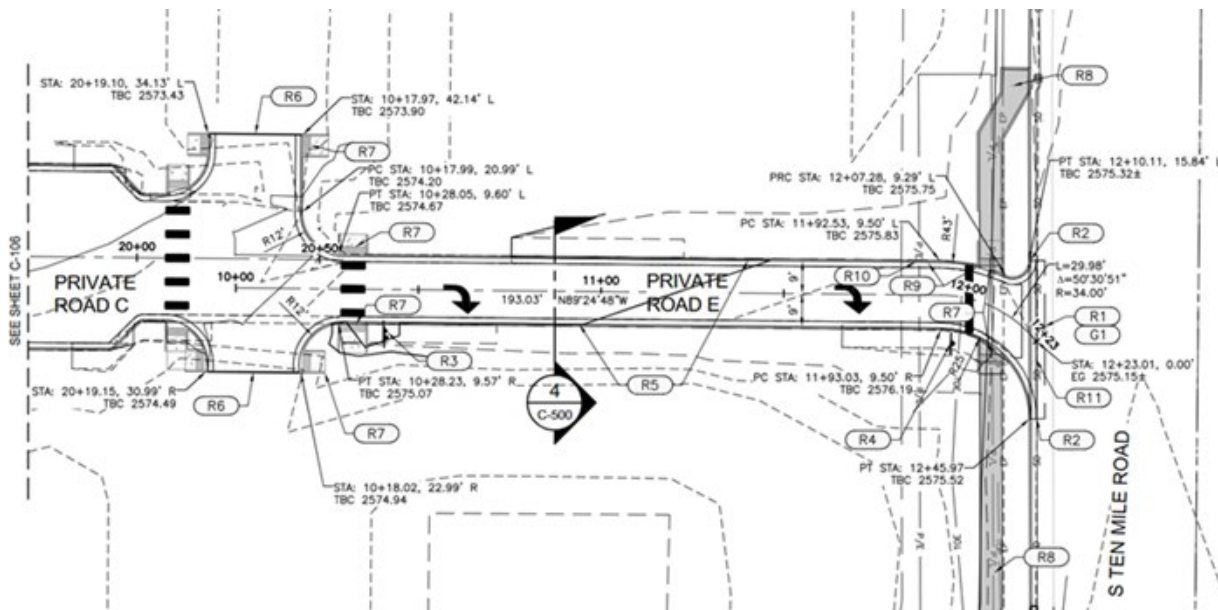 STA: 20+19.10, 34.13' L
TBC 2573.43
R6
STA: 10+17.97, 42.14' L
TBC 2573.90
R7
PC STA: 10+17.99, 20.99' L
TBC 2574.20
PT STA: 10+28.05, 9.60' L
TBC 2574.67
R7
R12'
20+00
20+50
PRIVATE
ROAD C
10+00
SEE SHEET C-106
R12'
R7
193.03'
N89°24'48"W
11+00
PRIVATE
ROAD E
9'
9'
R3
PT STA: 10+28.23, 9.57' R
TBC 2575.07
STA: 20+19.15, 30.99' R
TBC 2574.49
R6
R7
STA: 10+18.02, 22.99' R
TBC 2574.94
4
C-500
R5
R8
PT STA: 12+10.11, 15.84' L
TBC 2575.32±
PRC STA: 12+07.28, 9.29' L
TBC 2575.75
PC STA: 11+92.53, 9.50' L
TBC 2575.83
R43'
R2
R10
R9
12+00
L=29.98'
Δ=50°30'51"
R=34.00'
R7
R1
G1
12+23
STA: 12+23.01, 0.00'
EG 2575.15±
PC STA: 11+93.03, 9.50' R
TBC 2576.19
R25'
R11
R4
R2
PT STA: 12+45.97
TBC 2575.52
R8
S TEN MILE ROAD